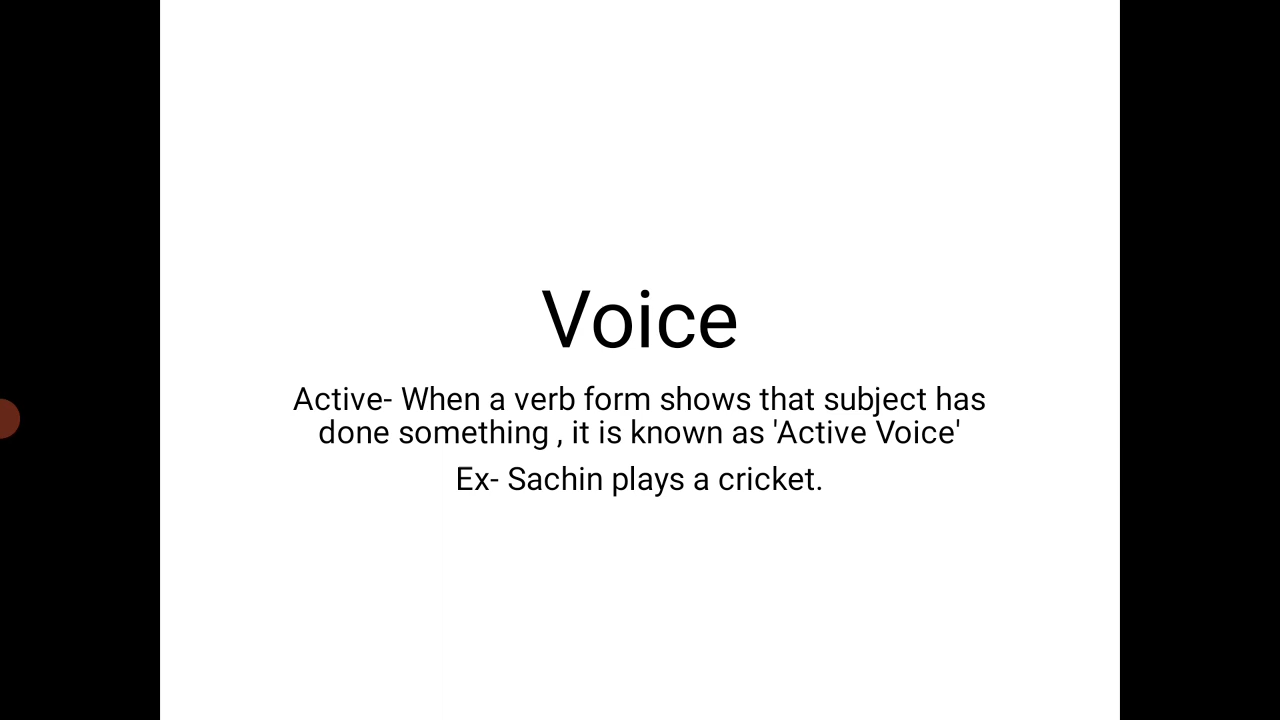 Voice
Active- When a verb form shows that subject has
done something , it is known as 'Active Voice'
Ex- Sachin plays a cricket.